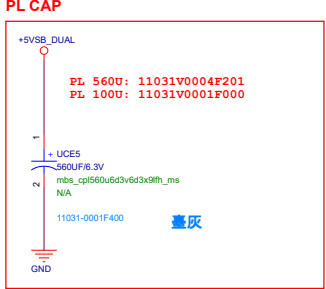 PL CAP
+5VSB_DUAL
PL 560U: 11031V0004F201
PL 100U: 11031V0001F000
1
+ UCE5
560UF/6.3V
2
mbs_cpl560u6d3v6d3x9lfh_ms
N/A
11031-0001F400
臺灰
GND